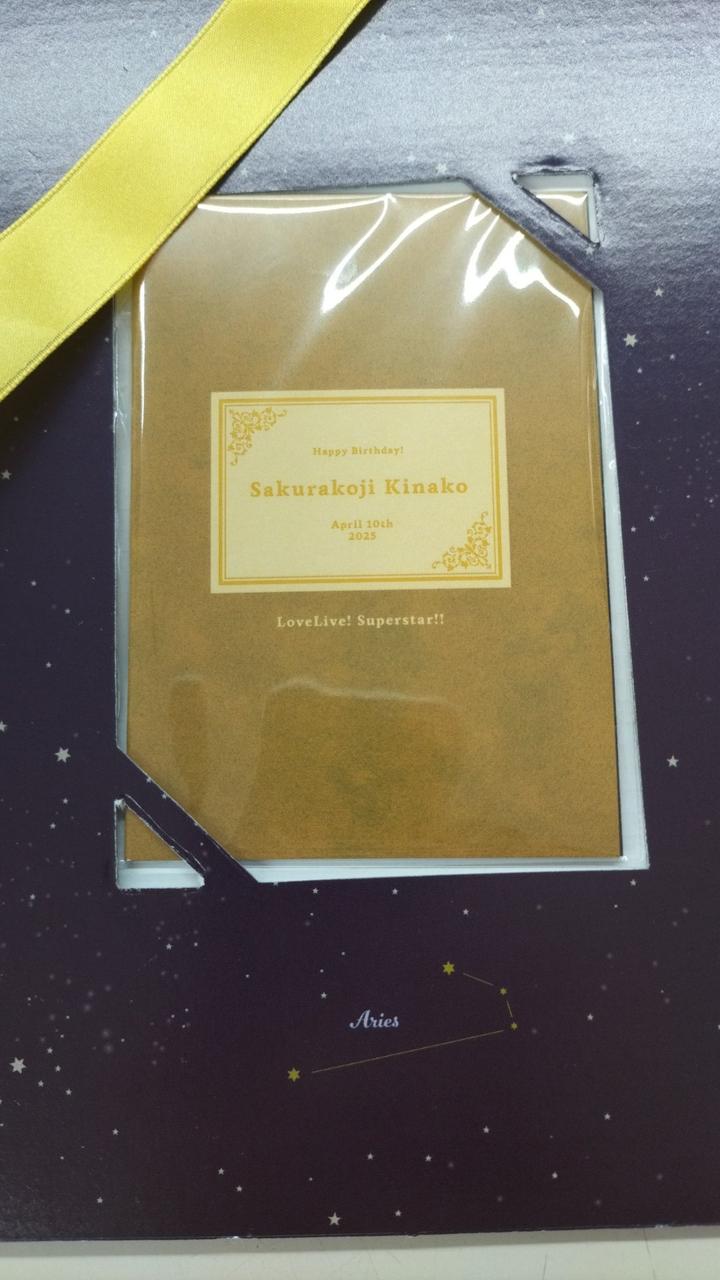 Happy Birthday!
Sakurakoji Kinako
April 10th
2025
LoveLive! Superstar!!
Aries